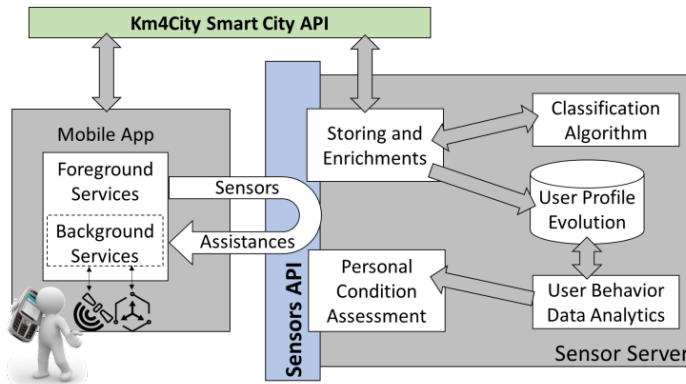 Km4City Smart City API
Mobile App
Foreground
Services
Background
Services
Sensors
Assistances
Sensors API
Storing and
Enrichments
Classification
Algorithm
User Profile
Evolution
Personal
Condition
Assessment
User Behavior
Data Analytics
Sensor Server